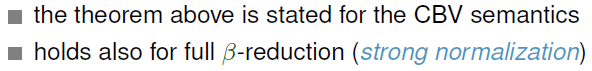 the theorem above is stated for the CBV semantics
holds also for full β-reduction (strong normalization)